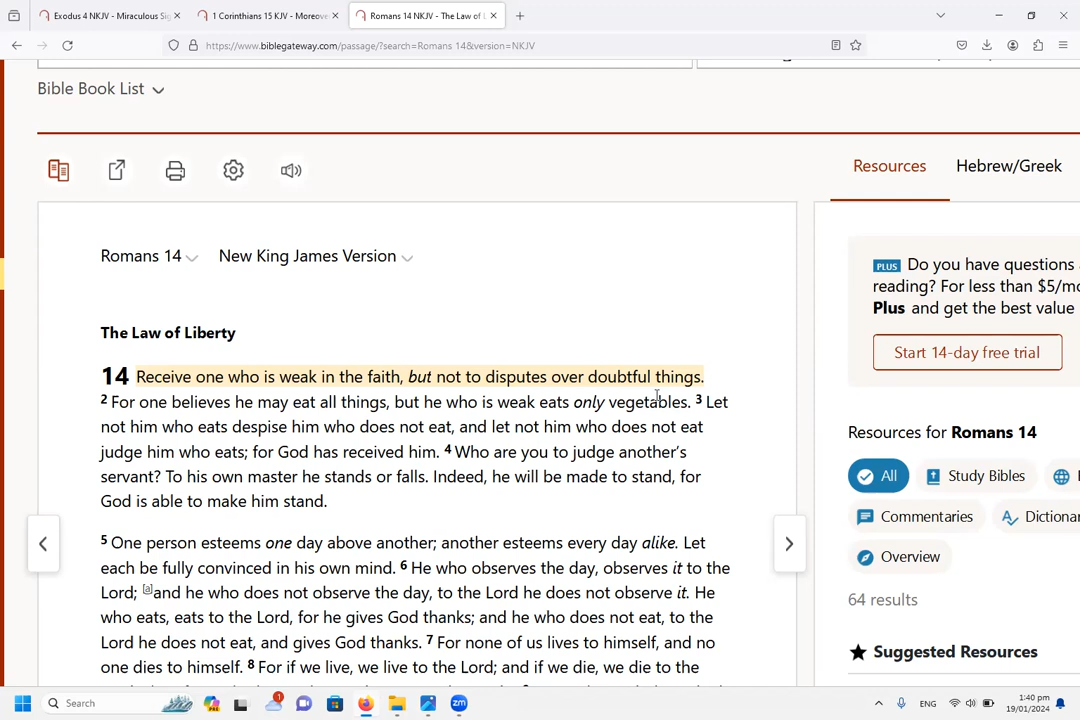 Exodus 4 NKJV - Miraculous Si
1 Corinthians 15 KJV - Moreove
Romans 14 NKJV - The Law of L
https://www.biblegateway.com/passage/?search=Romans 14&version=NKJV
Bible Book List
Resources
Hebrew/Greek
Romans 14
New King James Version
PLUS Do you have questions
reading? For less than $5/mo
Plus and get the best value
Start 14-day free trial
The Law of Liberty
14 Receive one who is weak in the faith, but not to disputes over doubtful things.
2 For one believes he may eat all things, but he who is weak eats only vegetables. 3 Let
not him who eats despise him who does not eat, and let not him who does not eat
judge him who eats; for God has received him. 4 Who are you to judge another's
servant? To his own master he stands or falls. Indeed, he will be made to stand, for
God is able to make him stand.
5 One person esteems one day above another; another esteems every day alike. Let
each be fully convinced in his own mind. 6 He who observes the day, observes it to the
Lord; [a]and he who does not observe the day, to the Lord he does not observe it. He
who eats, eats to the Lord, for he gives God thanks; and he who does not eat, to the
Lord he does not eat, and gives God thanks. 7 For none of us lives to himself, and no
one dies to himself. 8 For if we live, we live to the Lord; and if we die, we die to the
Resources for Romans 14
All
Study Bibles
Commentaries
Dictionar
Overview
64 results
Suggested Resources
Search
1
ENG
1:40 pm
19/01/2024